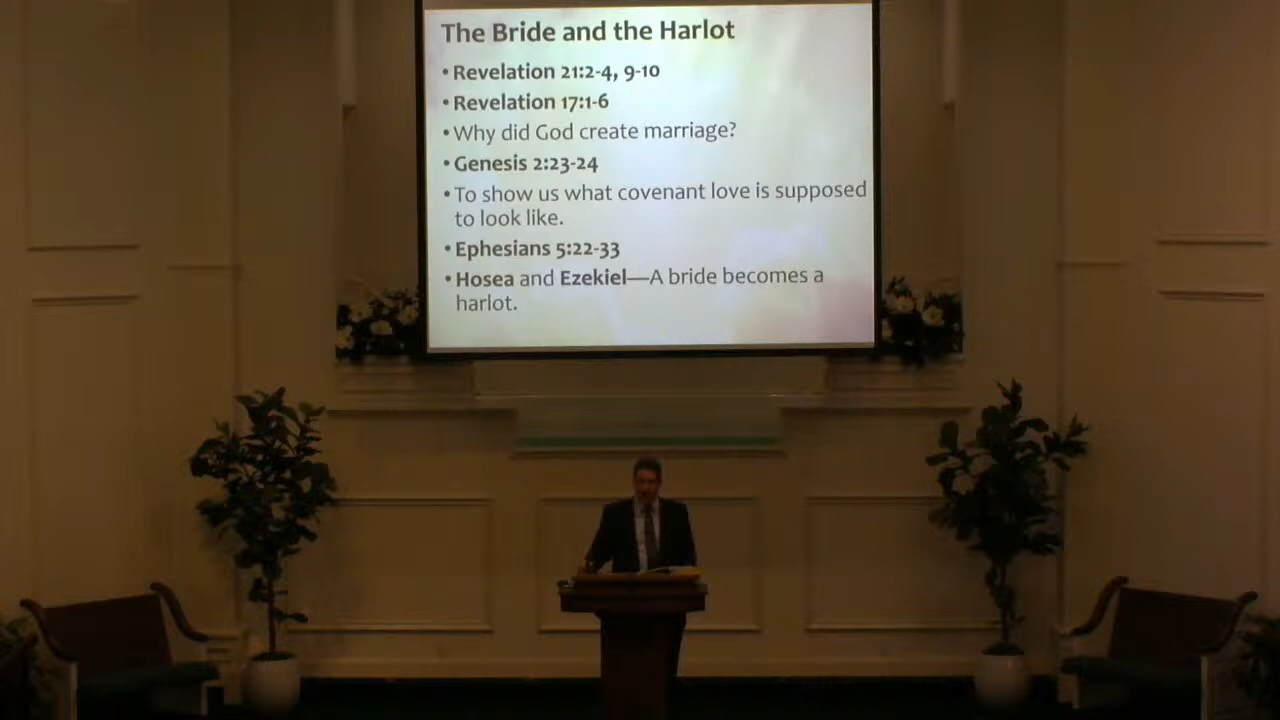 The Bride and the Harlot
• Revelation 21:2-4, 9-10
• Revelation 17:1-6
• Why did God create marriage?
• Genesis 2:23-24
• To show us what covenant love is supposed
to look like.
• Ephesians 5:22-33
• Hosea and Ezekiel—A bride becomes a
harlot.